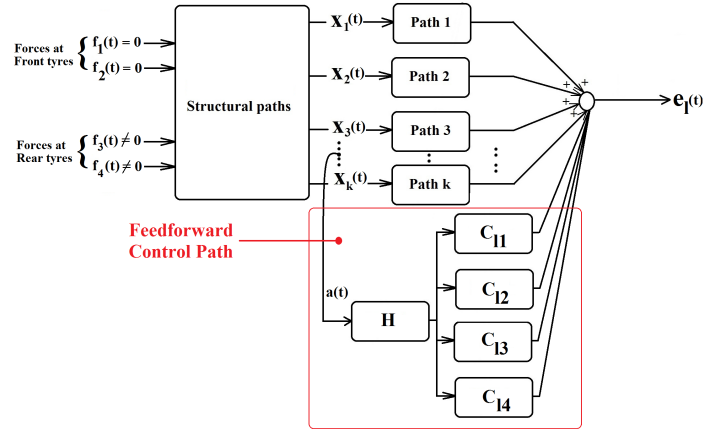 Forces at
Front tyres
f1(t) = 0
f2(t) = 0
Forces at
Rear tyres
f3(t) ≠ 0
f4(t) ≠ 0
Structural paths
X1(t)
Path 1
X2(t)
Path 2
X3(t)
Path 3
Xk(t)
Path k
+
+
+
+
el(t)
Feedforward
Control Path
a(t)
H
Cl1
Cl2
Cl3
Cl4